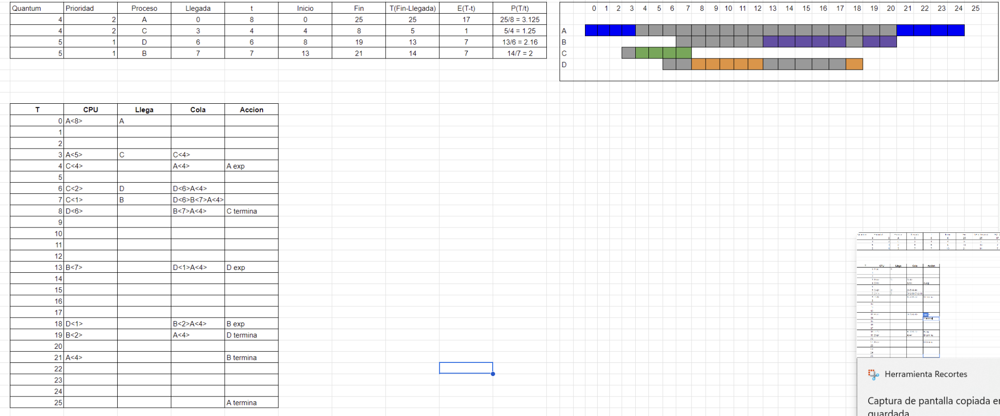 Quantum Prioridad Proceso Llegada t Inicio Fin T(Fin-Llegada) E(T-t) P(T/t)
4 2 A 0 8 0 25 25 17 25/8 = 3.125
4 2 C 3 4 4 8 5 1 5/4 = 1.25
5 1 D 6 6 8 19 13 7 13/6 = 2.16
5 1 B 7 7 13 21 14 7 14/7 = 2
0 1 2 3 4 5 6 7 8 9 10 11 12 13 14 15 16 17 18 19 20 21 22 23 24 25
A
B
C
D
T CPU Llega Cola Accion
0 A<8> A
1
2
3 A<5> C C<4>
4 C<4> A<4> A exp
5
6 C<2> D D<6>A<4>
7 C<1> B D<6>B<7>A<4>
8 D<6> B<7>A<4> C termina
9
10
11
12
13 B<7> D<1>A<4> D exp
14
15
16
17
18 D<1> B<2>A<4> B exp
19 B<2> A<4> D termina
20
21 A<4> B termina
22
23
24
25 A termina
Herramienta Recortes
Captura de pantalla copiada
guardada